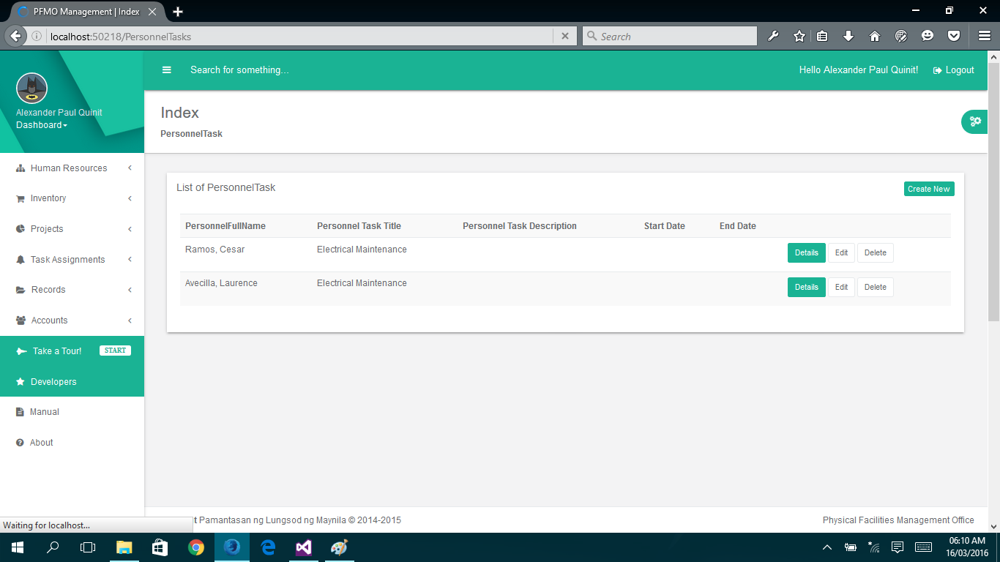 PFMO Management | Index
localhost:50218/PersonnelTasks
Search
Search for something...
Hello Alexander Paul Quinit!
Logout
Alexander Paul Quinit
Dashboard
Index
PersonnelTask
Human Resources
Inventory
Projects
Task Assignments
Records
Accounts
Take a Tour! START
Developers
Manual
About
List of PersonnelTask
Create New
PersonnelFullName Personnel Task Title Personnel Task Description Start Date End Date
Ramos, Cesar Electrical Maintenance Details Edit Delete
Avecilla, Laurence Electrical Maintenance Details Edit Delete
Waiting for localhost...
t Pamantasan ng Lungsod ng Maynila © 2014-2015
Physical Facilities Management Office
06:10 AM
16/03/2016